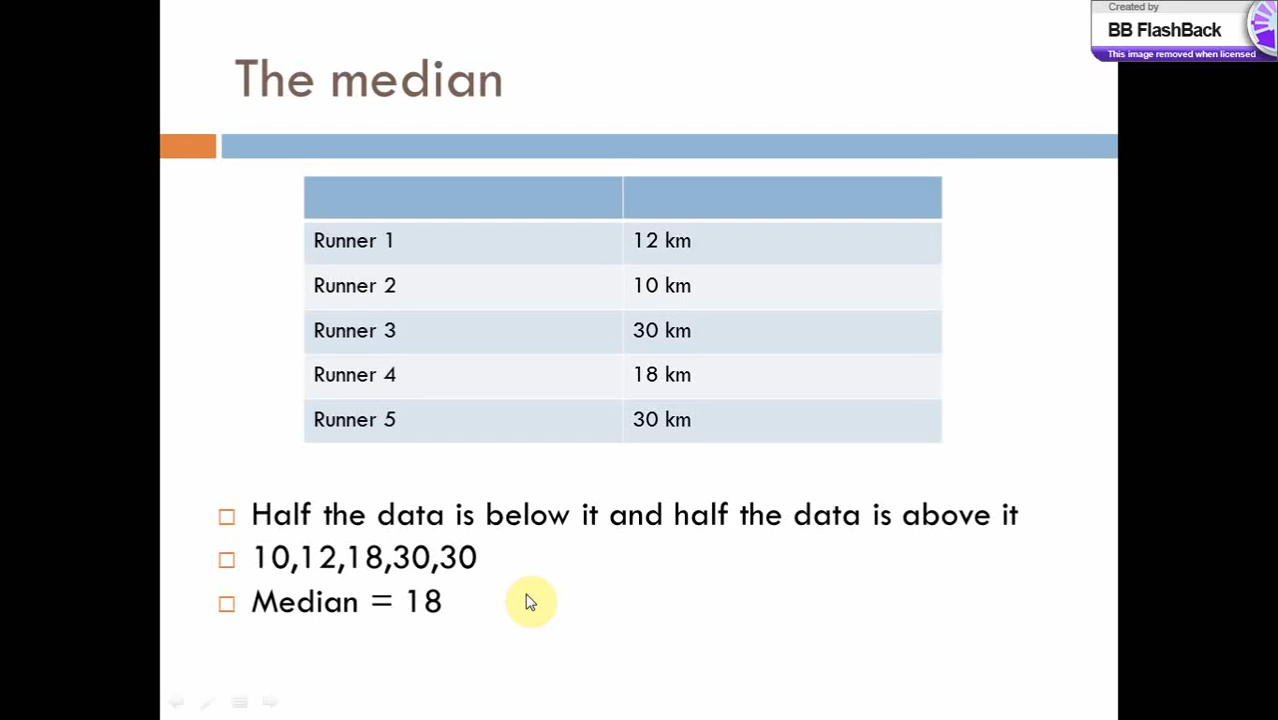 Created by
BB FlashBack
This image removed when licensed
The median
Runner 1 12 km
Runner 2 10 km
Runner 3 30 km
Runner 4 18 km
Runner 5 30 km
Half the data is below it and half the data is above it
10,12,18,30,30
Median = 18